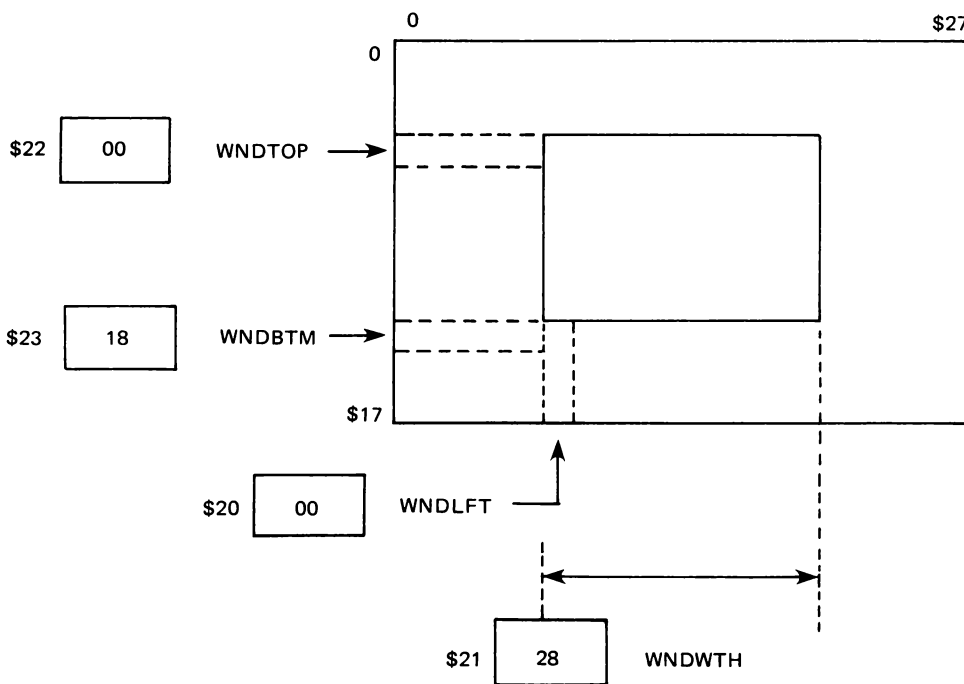 0 $27
0
$22 00 WNDTOP
$23 18 WNDBTM
$17
$20 00 WNDLFT
$21 28 WNDWTH